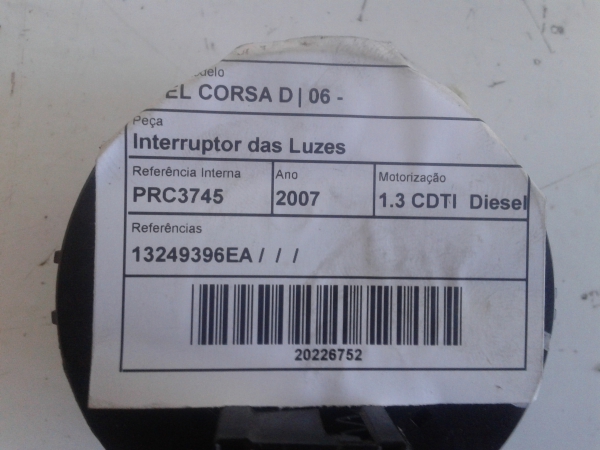 EL CORSA D | 06 -
Peça
Interruptor das Luzes
Referência Interna
PRC3745
Ano
2007
Motorização
1.3 CDTI Diesel
Referências
13249396EA / / /
20226752